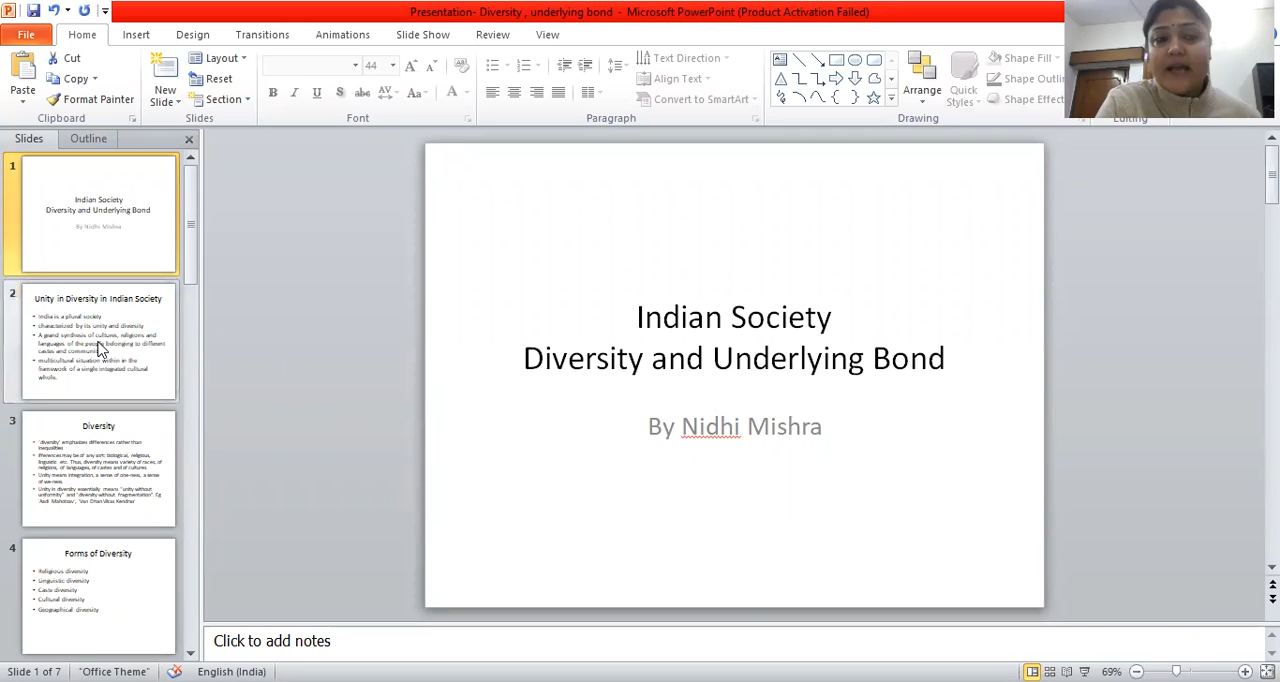 Presentation- Diversity , underlying bond - Microsoft PowerPoint (Product Activation Failed)
File Home Insert Design Transitions Animations Slide Show Review View
Cut
Copy
Format Painter
Paste
Clipboard
New
Slide
Layout
Reset
Section
Slides
44
Font
Text Direction
Align Text
Convert to SmartArt
Paragraph
Arrange
Quick
Styles
Shape Fill
Shape Outli
Shape Effect
Drawing
Editing
Slides Outline
1
Indian Society
Diversity and Underlying Bond
By Nidhi Mishra
2
Unity in Diversity in Indian Society
• India is a plural society
• characterized by its unity and diversity
• A grand synthesis of cultures, religions and
languages of the people belonging to different
castes and communi
• multicultural situation within in the
framework of a single integrated cultural
whole.
3
Diversity
• 'diversity' emphasizes differences rather than
inequalities
• ifferences may be of any sort: biological, religious,
linguistic etc. Thus, diversity means variety of races, of
religions, of languages, of castes and of cultures
• Unity means integration, a sense of one-ness, a sense
of we-ness.
• Unity in diversity essentially means "unity without
uniformity" and "diversity without fragmentation". Eg
4
Forms of Diversity
• Religious diversity
• Linguistic diversity
• Caste diversity
• Cultural diversity
• Geographical diversity
Indian Society
Diversity and Underlying Bond
By Nidhi Mishra
Click to add notes
Slide 1 of 7 "Office Theme" English (India) 69%